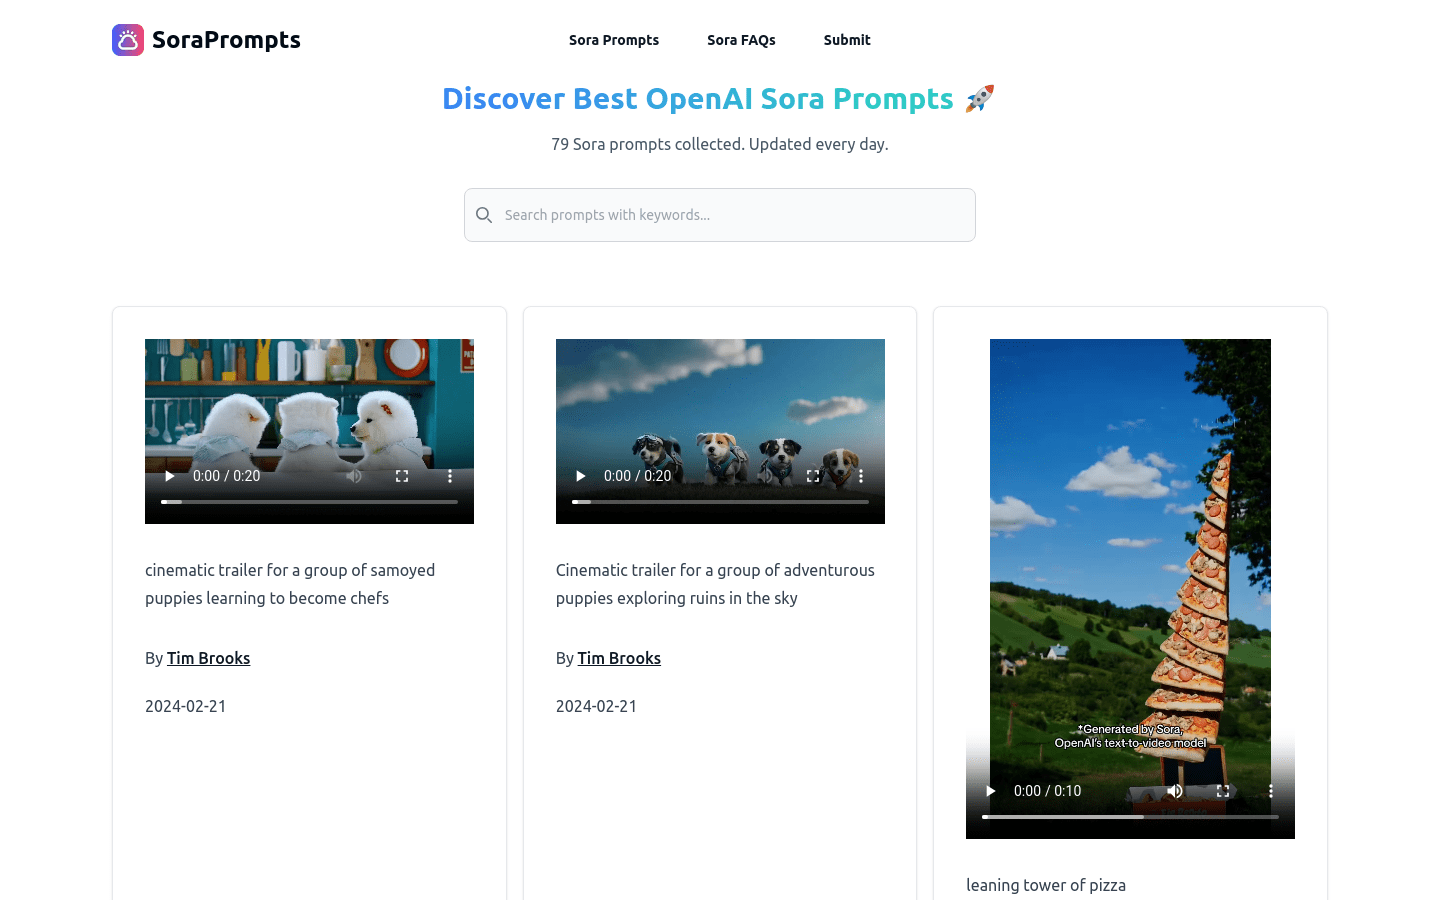 SoraPrompts
Sora Prompts
Sora FAQs
Submit
Discover Best OpenAI Sora Prompts 🚀
79 Sora prompts collected. Updated every day.
Search prompts with keywords...
0:00 / 0:20
cinematic trailer for a group of samoyed
puppies learning to become chefs
By Tim Brooks
2024-02-21
0:00 / 0:20
Cinematic trailer for a group of adventurous
puppies exploring ruins in the sky
By Tim Brooks
2024-02-21
*Generated by Sora,
OpenAI's text-to-video model
0:00 / 0:10
leaning tower of pizza